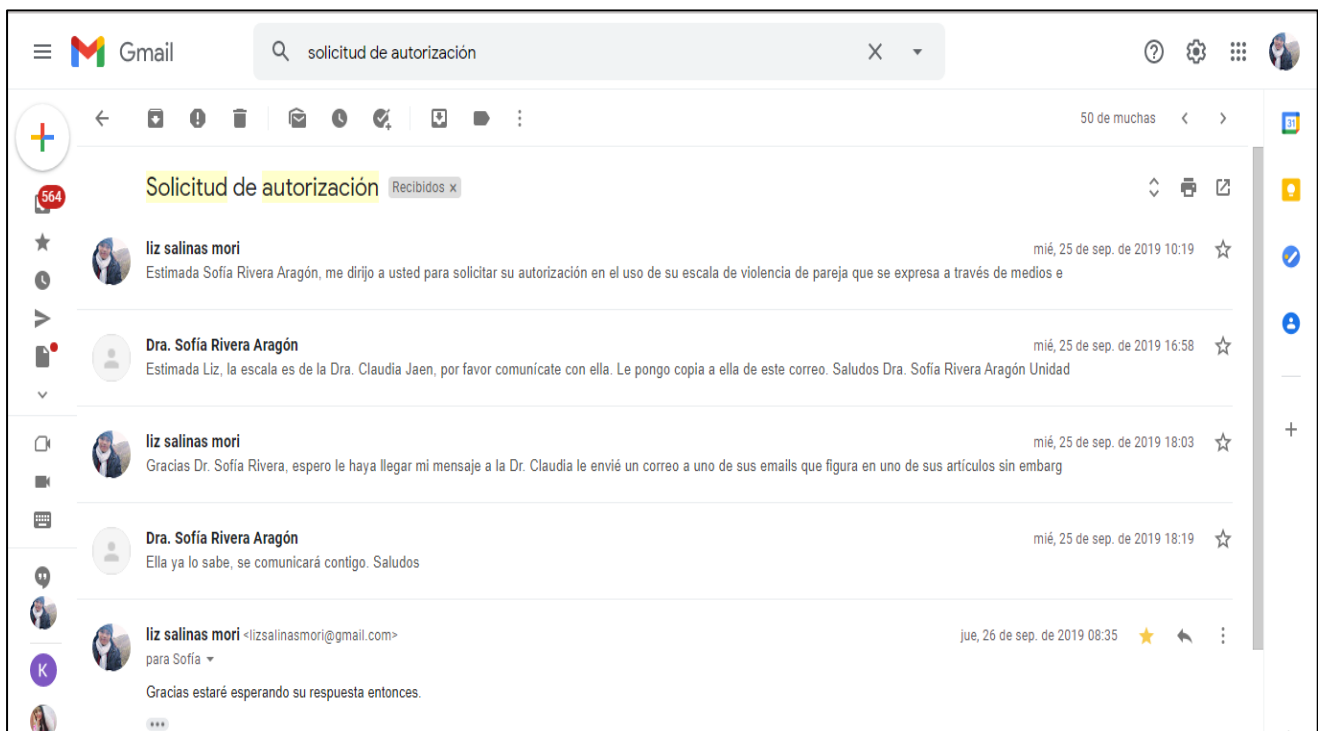 Gmail
solicitud de autorización
50 de muchas
31
564
Solicitud de autorización Recibidos x
liz salinas mori mié, 25 de sep. de 2019 10:19
Estimada Sofía Rivera Aragón, me dirijo a usted para solicitar su autorización en el uso de su escala de violencia de pareja que se expresa a través de medios e
Dra. Sofía Rivera Aragón mié, 25 de sep. de 2019 16:58
Estimada Liz, la escala es de la Dra. Claudia Jaen, por favor comunícate con ella. Le pongo copia a ella de este correo. Saludos Dra. Sofía Rivera Aragón Unidad
liz salinas mori mié, 25 de sep. de 2019 18:03
Gracias Dr. Sofía Rivera, espero le haya llegar mi mensaje a la Dr. Claudia le envié un correo a uno de sus emails que figura en uno de sus artículos sin embarg
Dra. Sofía Rivera Aragón mié, 25 de sep. de 2019 18:19
Ella ya lo sabe, se comunicará contigo. Saludos
liz salinas mori <lizsalinasmori@gmail.com> jue, 26 de sep. de 2019 08:35
para Sofía
K
Gracias estaré esperando su respuesta entonces.